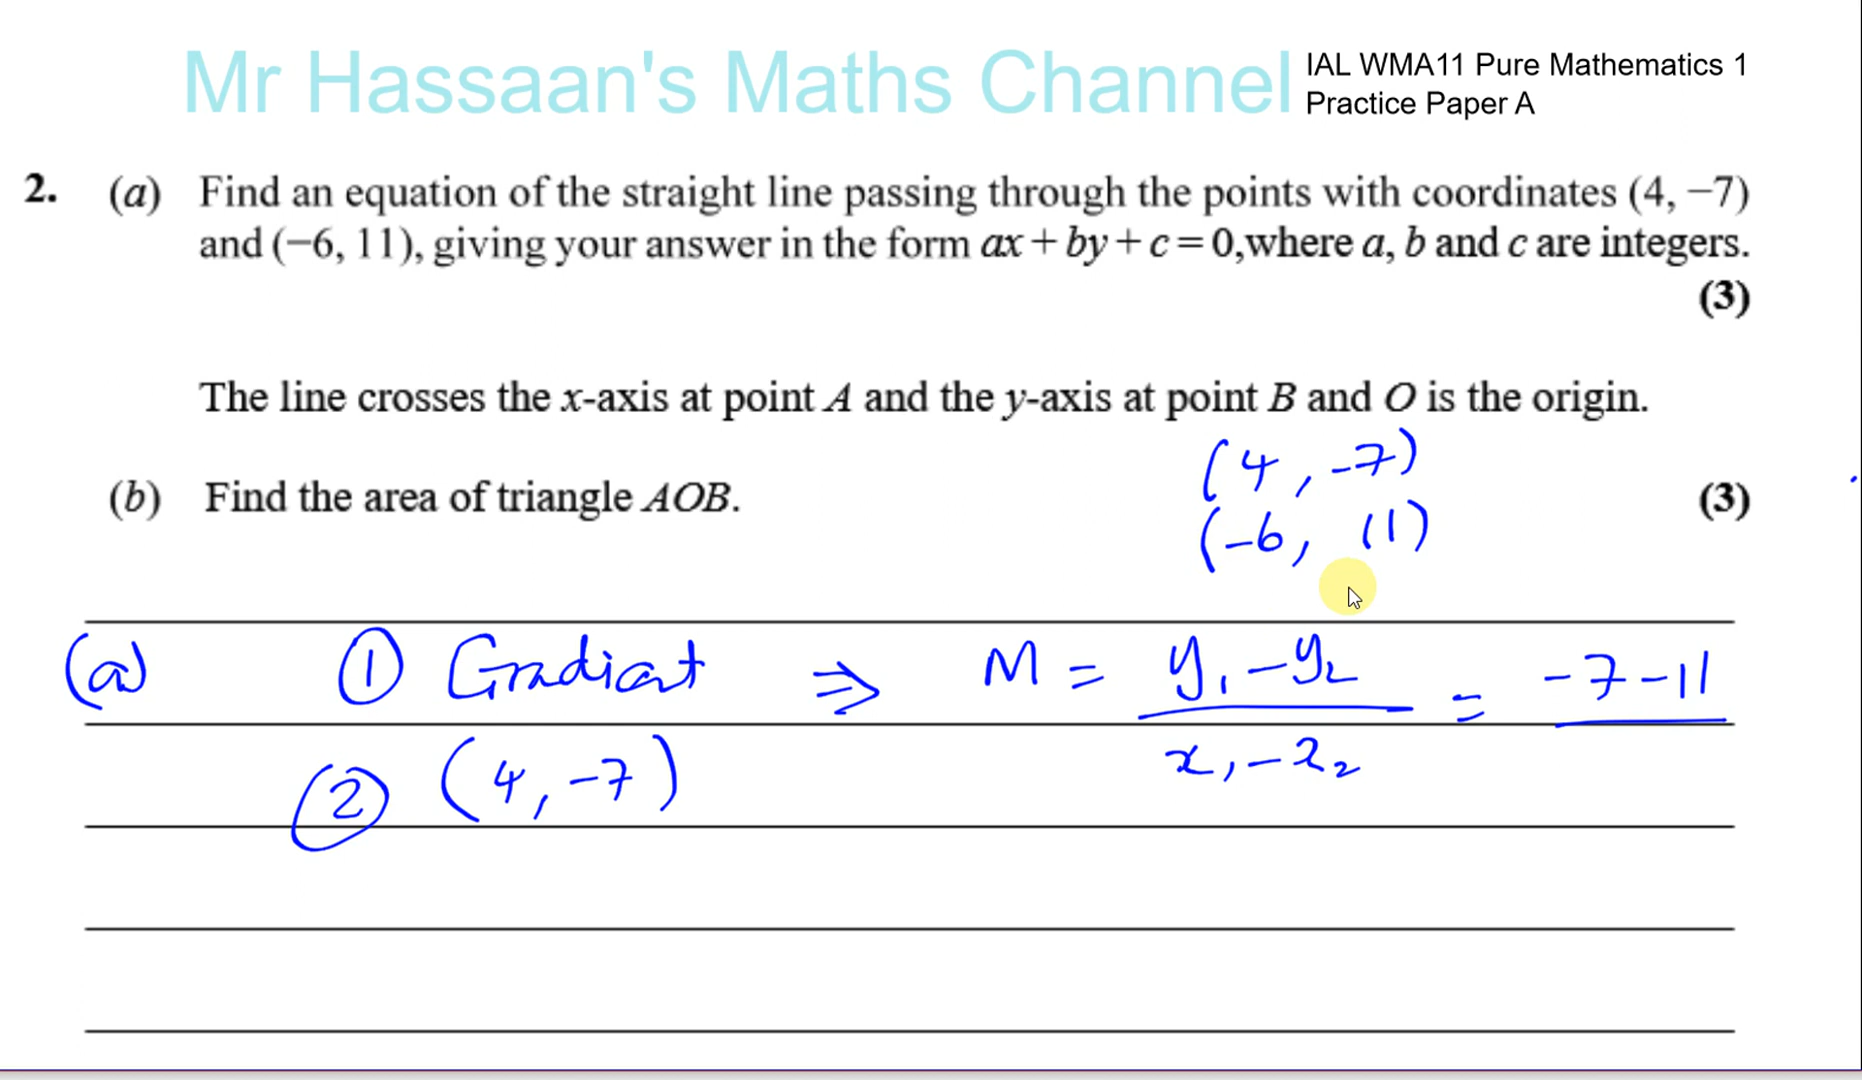 Mr Hassaan's Maths Channel
IAL WMA11 Pure Mathematics 1
Practice Paper A
2. (a) Find an equation of the straight line passing through the points with coordinates (4, −7)
and (−6, 11), giving your answer in the form ax + by + c = 0,where a, b and c are integers.
(3)
The line crosses the x-axis at point A and the y-axis at point B and O is the origin.
(4, -7)
(b) Find the area of triangle AOB.
(3)
(-6, 11)
(a) ① Gradient ⇒ M = y₁-y₂ / x₁-x₂ = -7-11
② (4, -7)